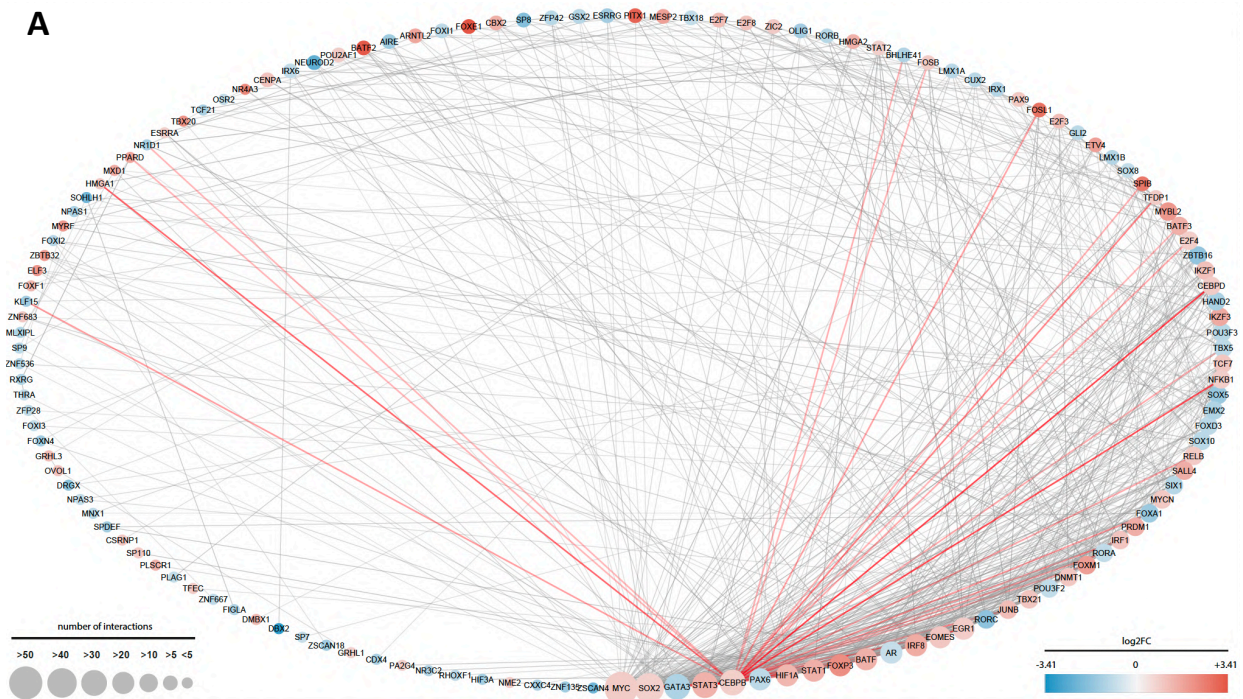 A
ESRRG
PITX1
MESP2
TBX18
E2F7
E2F8
ZIC2
OLIG1
RORB
HMGA2
STAT2
BHLHE41
FOSB
LMX1A
CUX2
IRX1
PAX9
FOSL1
E2F3
GLI2
ETV4
LMX1B
SOX8
SPIB
TFDP1
MYBL2
BATF3
E2F4
ZBTB16
IKZF1
CEBPD
HAND2
IKZF3
POU3F3
TBX5
TCF7
NFKB1
SOX5
EMX2
FOXD3
SOX10
RELB
SALL4
SIX1
MYCN
FOXA1
PRDM1
IRF1
RORA
FOXM1
DNMT1
POU3F2
TBX21
JUNB
RORC
EGR1
EOMES
IRF8
AR
BATF
FOXP3
STAT1
HIF1A
PAX6
CEBPB
STAT3
GATA3
SOX2
MYC
ZSCAN4
ZNF135
CXXC4
NME2
HIF3A
RHOXF1
NR3C2
PA2G4
CDX4
GRHL1
ZSCAN18
SP7
DBX2
DMBX1
FIGLA
ZNF667
TFEC
PLAG1
PLSCR1
SP110
CSRNP1
SPDEF
MNX1
NPAS3
DRGX
OVOL1
GRHL3
FOXN4
FOXI3
ZFP28
THRA
RXRG
ZNF536
SP9
MLXIPL
ZNF683
KLF15
FOXF1
ELF3
ZBTB32
FOXI2
MYRF
NPAS1
SOHLH1
HMGA1
MXD1
PPARD
NR1D1
ESRRA
TBX20
TCF21
OSR2
NR4A3
CENPA
IRX6
NEUROD2
POU2AF1
BATF2
AIRE
ARNTL2
FOXI1
FOXE1
CBX2
SP8
ZFP42
GSX2
number of interactions
>50 >40 >30 >20 >10 >5 <5
log2FC
-3.41 0 +3.41